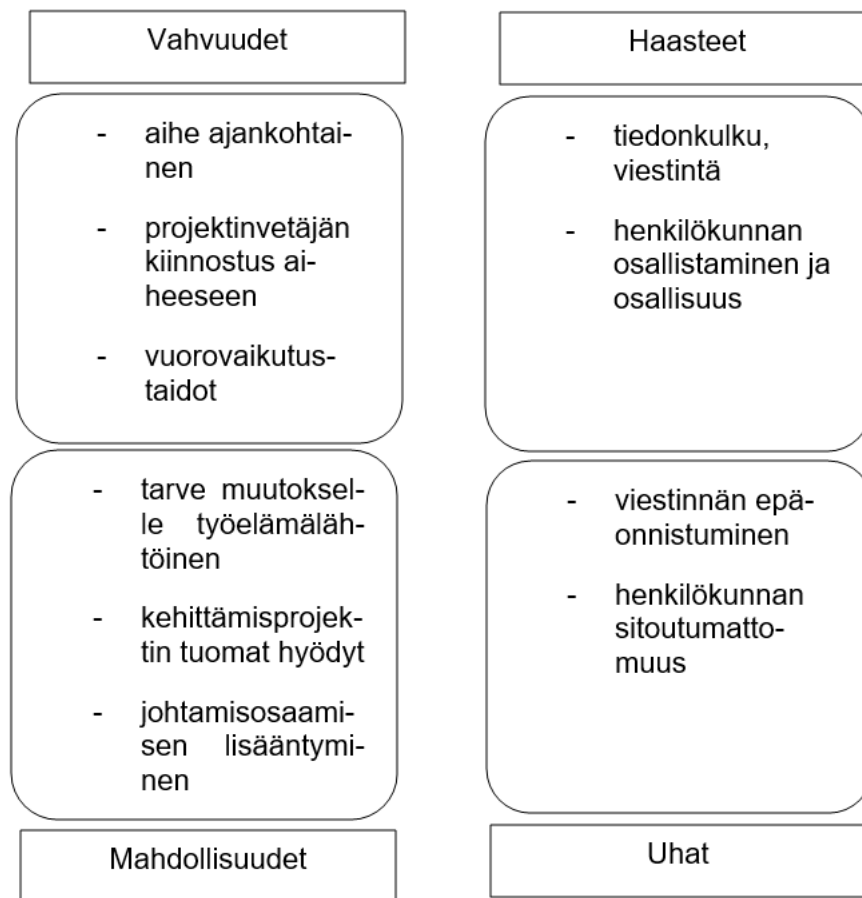 Vahvuudet
- aihe ajankohtai-
nen
- projektinvetäjän
kiinnostus ai-
heeseen
- vuorovaikutus-
taidot
Haasteet
- tiedonkulku,
viestintä
- henkilökunnan
osallistaminen ja
osallisuus
- tarve muutoksel-
le työelämäläh-
töinen
- kehittämisprojek-
tin tuomat hyödyt
- johtamisosaami-
sen lisääntymi-
nen
Mahdollisuudet
- viestinnän epä-
onnistuminen
- henkilökunnan
sitoutumatto-
muus
Uhat